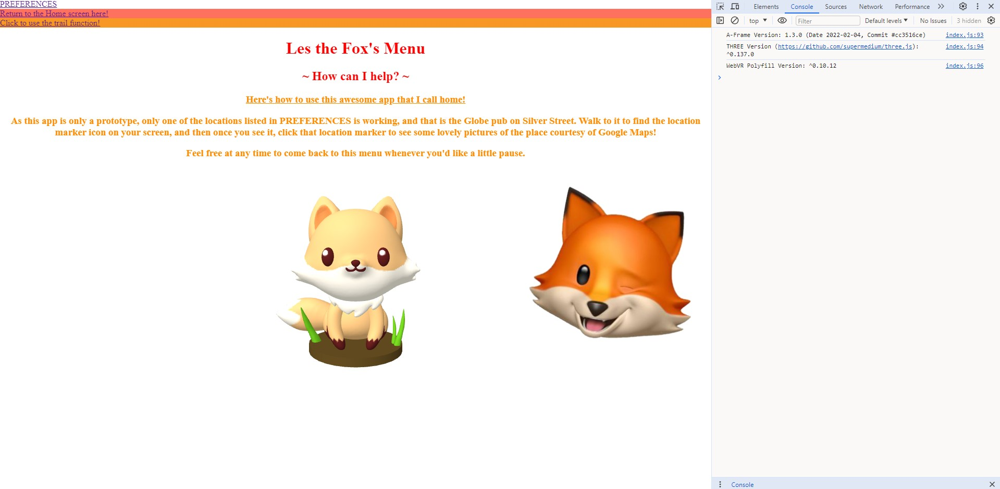 PREFERENCES
Return to the Home screen here!
Click to use the trail function!
Les the Fox's Menu
~ How can I help? ~
Here's how to use this awesome app that I call home!
As this app is only a prototype, only one of the locations listed in PREFERENCES is working, and that is the Globe pub on Silver Street. Walk to it to find the location
marker icon on your screen, and then once you see it, click that location marker to see some lovely pictures of the place courtesy of Google Maps!
Feel free at any time to come back to this menu whenever you'd like a little pause.
Elements Console Sources Network Performance
top Filter Default levels No Issues 3 hidden
A-Frame Version: 1.3.0 (Date 2022-02-04, Commit #cc3516ce) index.js:93
THREE Version (https://github.com/supermedium/three.js): index.js:94
^0.137.0
WebVR Polyfill Version: ^0.10.12 index.js:96
Console